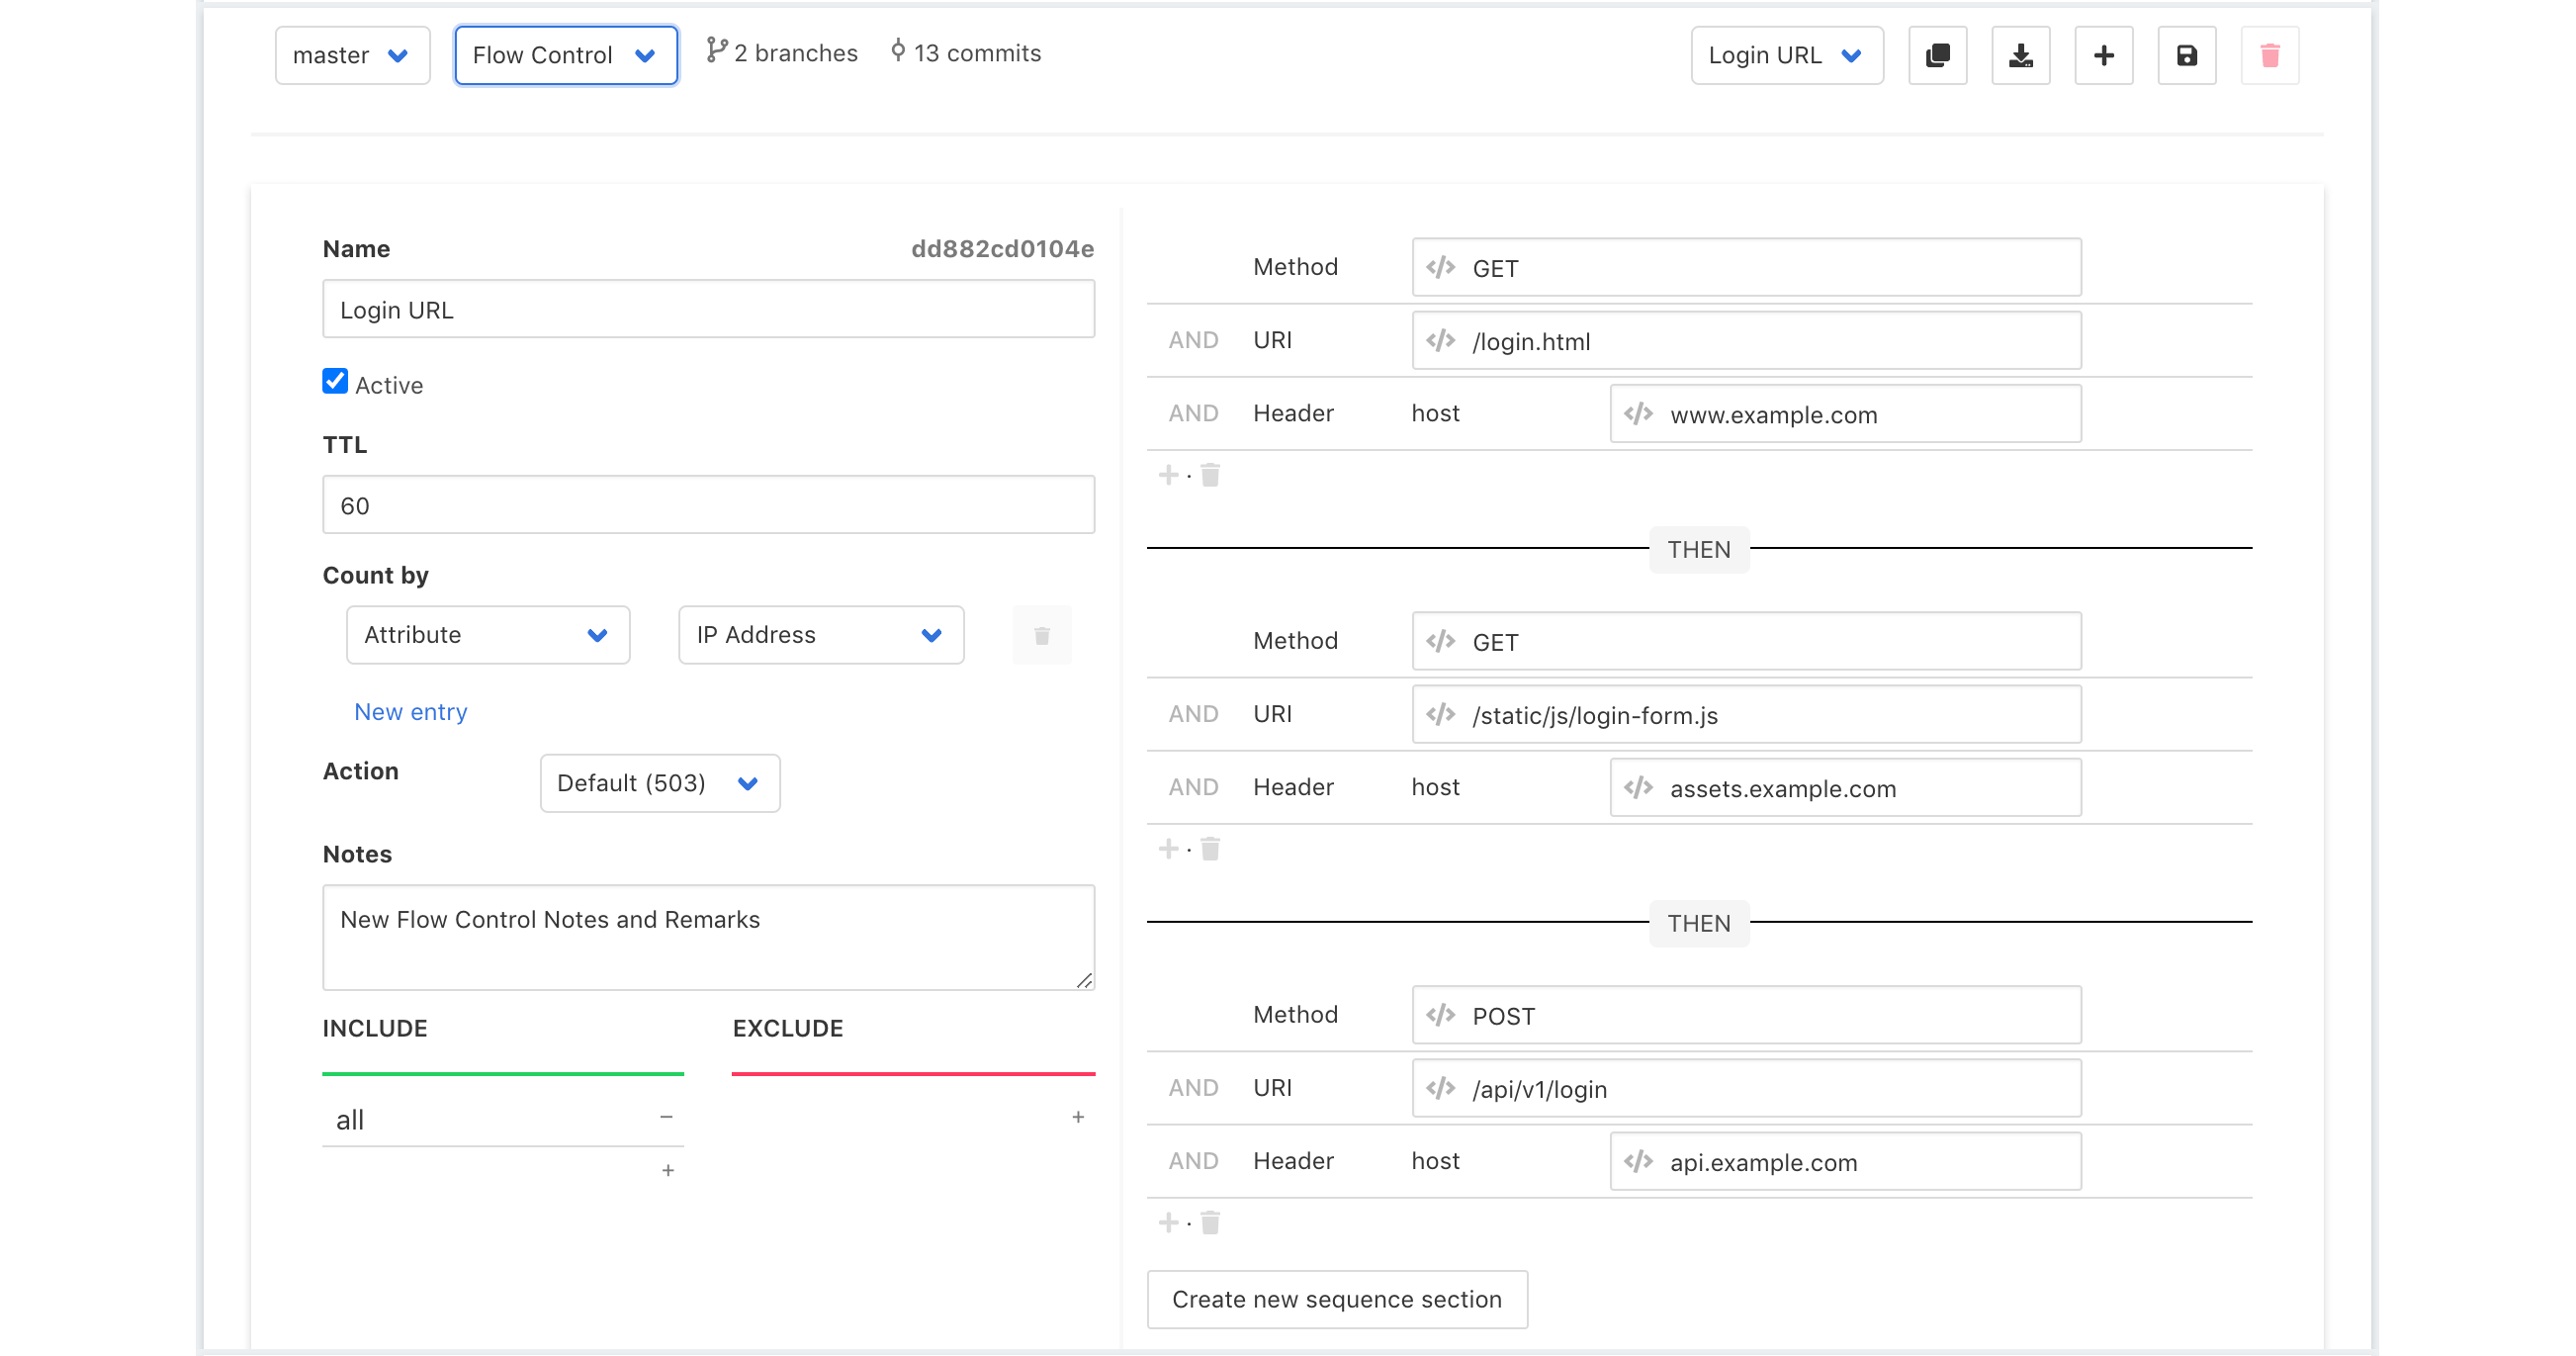 master Flow Control 2 branches 13 commits Login URL
Name dd882cd0104e
Login URL
Active
TTL
60
Count by
Attribute IP Address
New entry
Action Default (503)
Notes
New Flow Control Notes and Remarks
INCLUDE EXCLUDE
all − +
+
Method </> GET
AND URI </> /login.html
AND Header host </> www.example.com
THEN
Method </> GET
AND URI </> /static/js/login-form.js
AND Header host </> assets.example.com
THEN
Method </> POST
AND URI </> /api/v1/login
AND Header host </> api.example.com
Create new sequence section